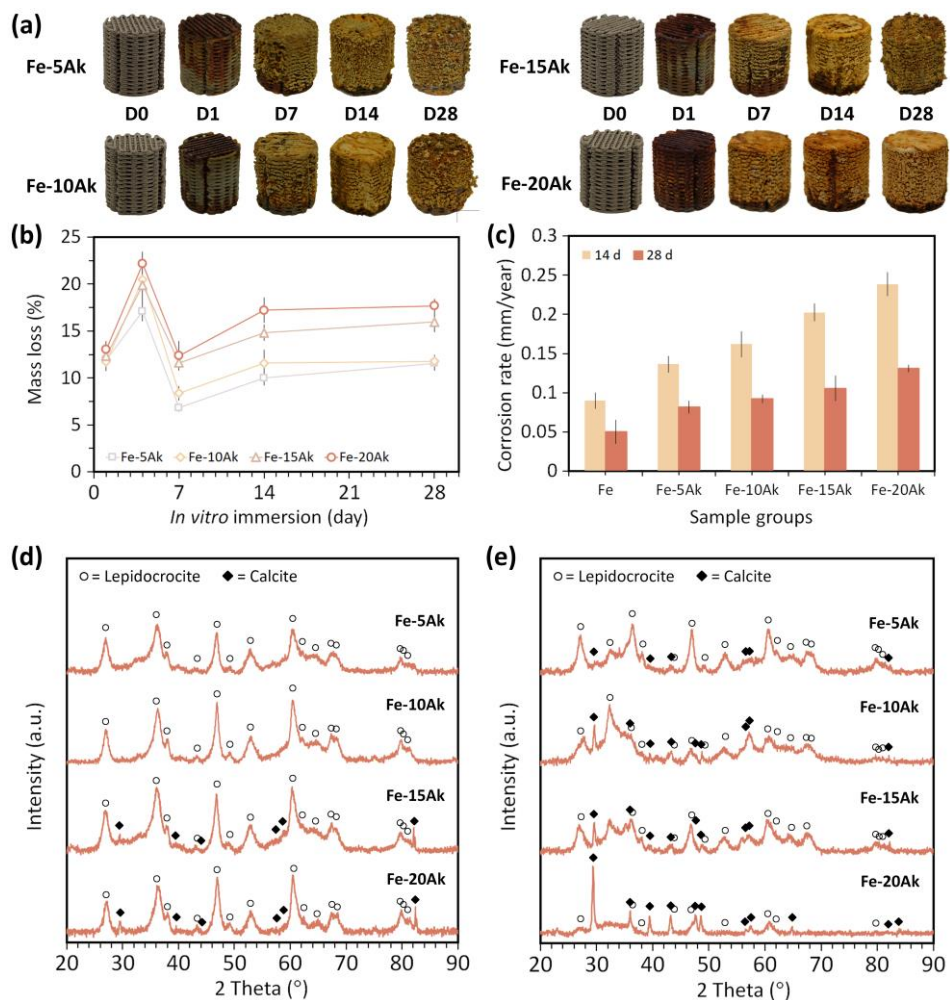 (a)
Fe-5Ak
Fe-15Ak
D0 D1 D7 D14 D28
D0 D1 D7 D14 D28
Fe-10Ak
Fe-20Ak
(b)
25
20
15
10
5
0
Mass loss (%)
Fe-5Ak Fe-10Ak Fe-15Ak Fe-20Ak
0 7 14 21 28
In vitro immersion (day)
(c)
0.3
0.25
0.2
0.15
0.1
0.05
0
Corrosion rate (mm/year)
14 d 28 d
Fe Fe-5Ak Fe-10Ak Fe-15Ak Fe-20Ak
Sample groups
(d)
○ = Lepidocrocite ◆ = Calcite
Fe-5Ak
Fe-10Ak
Fe-15Ak
Fe-20Ak
Intensity (a.u.)
20 30 40 50 60 70 80 90
2 Theta (°)
(e)
○ = Lepidocrocite ◆ = Calcite
Fe-5Ak
Fe-10Ak
Fe-15Ak
Fe-20Ak
Intensity (a.u.)
20 30 40 50 60 70 80 90
2 Theta (°)